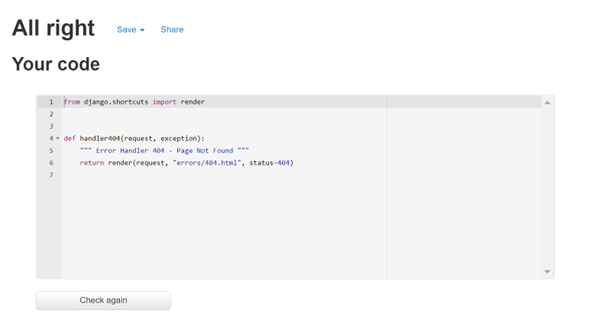 All right Save Share
Your code
1 from django.shortcuts import render
2
3
4 def handler404(request, exception):
5     """ Error Handler 404 - Page Not Found """
6     return render(request, "errors/404.html", status=404)
7
Check again